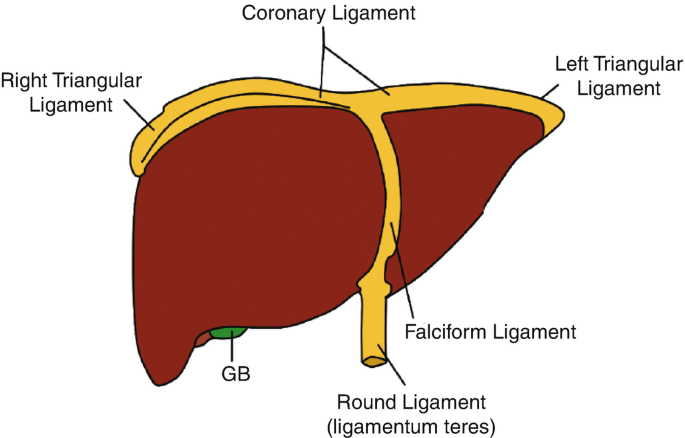 Coronary Ligament
Left Triangular
Ligament
Right Triangular
Ligament
Falciform Ligament
GB
Round Ligament
(ligamentum teres)